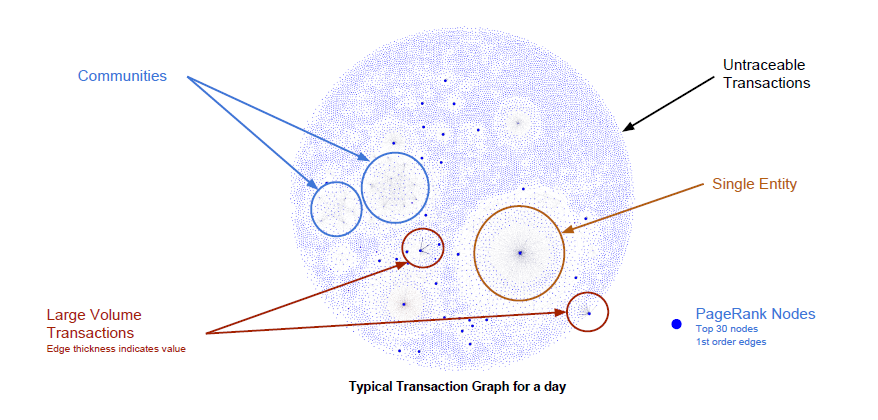 Communities
Untraceable
Transactions
Single Entity
Large Volume
Transactions
Edge thickness indicates value
PageRank Nodes
Top 30 nodes
1st order edges
Typical Transaction Graph for a day